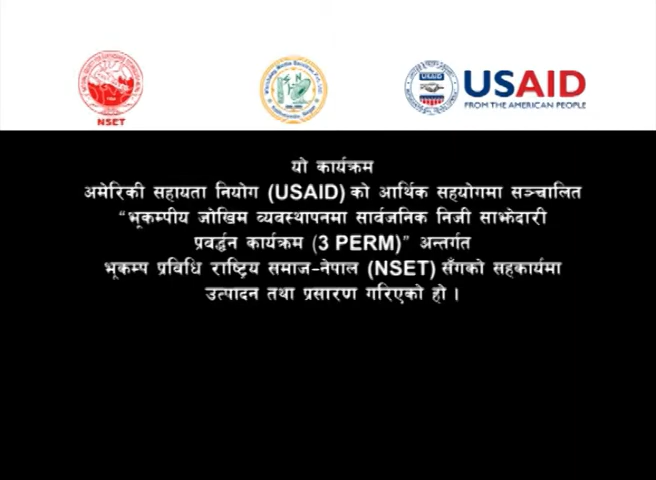 NSET
USAID
FROM THE AMERICAN PEOPLE
यो कार्यक्रम
अमेरिकी सहायता नियोग (USAID) को आर्थिक सहयोगमा सञ्चालित
“भूकम्पीय जोखिम व्यवस्थापनमा सार्वजनिक निजी साझेदारी
प्रवर्द्धन कार्यक्रम (3 PERM)” अन्तर्गत
भूकम्प प्रविधि राष्ट्रिय समाज-नेपाल (NSET) सँगको सहकार्यमा
उत्पादन तथा प्रसारण गरिएको हो ।